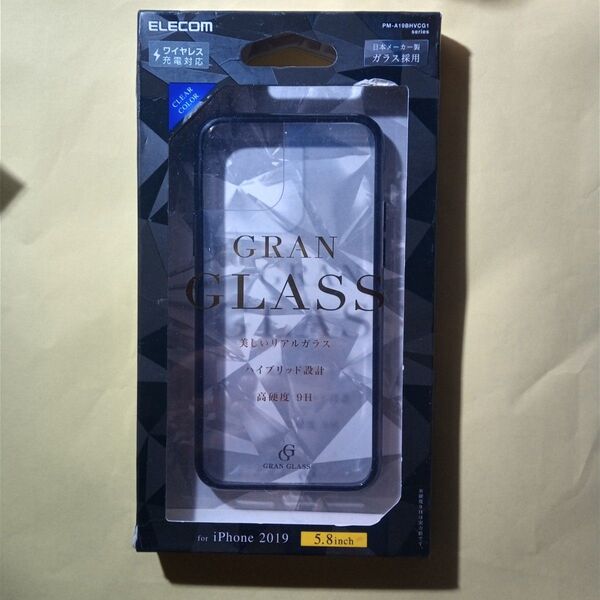 ELECOM
PM-A19BHVCG1
series
ワイヤレス
充電対応
日本メーカー製
ガラス採用
CLEAR
COLOR
GRAN
GLASS
美しいリアルガラス
ハイブリッド設計
高硬度 9H
G
GRAN GLASS
for iPhone 2019
5.8inch